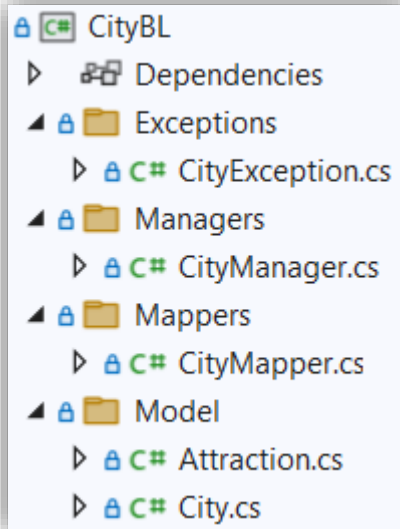 C# CityBL
Dependencies
Exceptions
C# CityException.cs
Managers
C# CityManager.cs
Mappers
C# CityMapper.cs
Model
C# Attraction.cs
C# City.cs